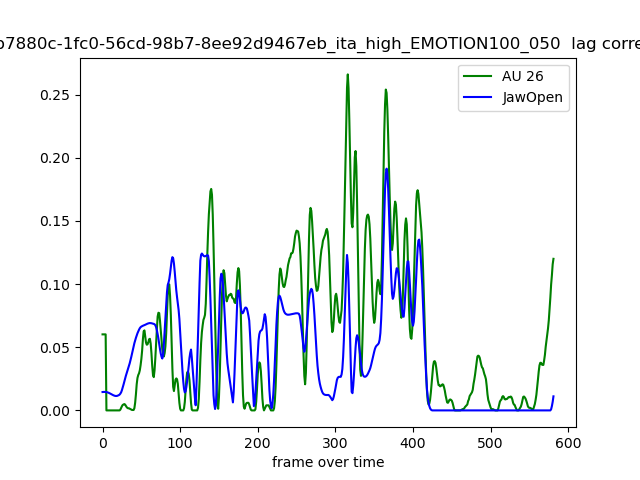 b7880c-1fc0-56cd-98b7-8ee92d9467eb_ita_high_EMOTION100_050 lag corre
AU 26
JawOpen
0.25
0.20
0.15
0.10
0.05
0.00
0 100 200 300 400 500 600
frame over time